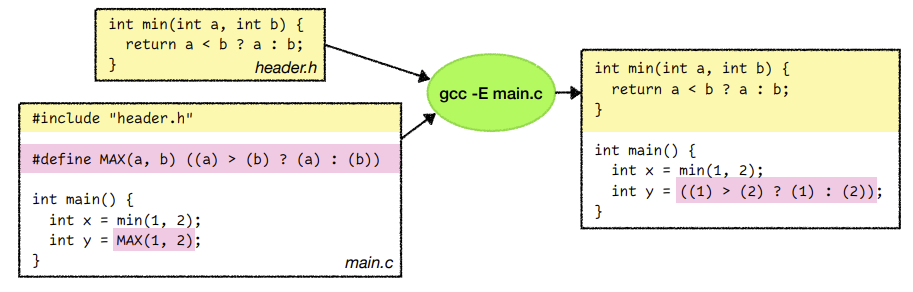 int min(int a, int b) {
  return a < b ? a : b;
}
header.h
#include "header.h"
#define MAX(a, b) ((a) > (b) ? (a) : (b))
int main() {
  int x = min(1, 2);
  int y = MAX(1, 2);
}
main.c
gcc -E main.c
int min(int a, int b) {
  return a < b ? a : b;
}
int main() {
  int x = min(1, 2);
  int y = ((1) > (2) ? (1) : (2));
}